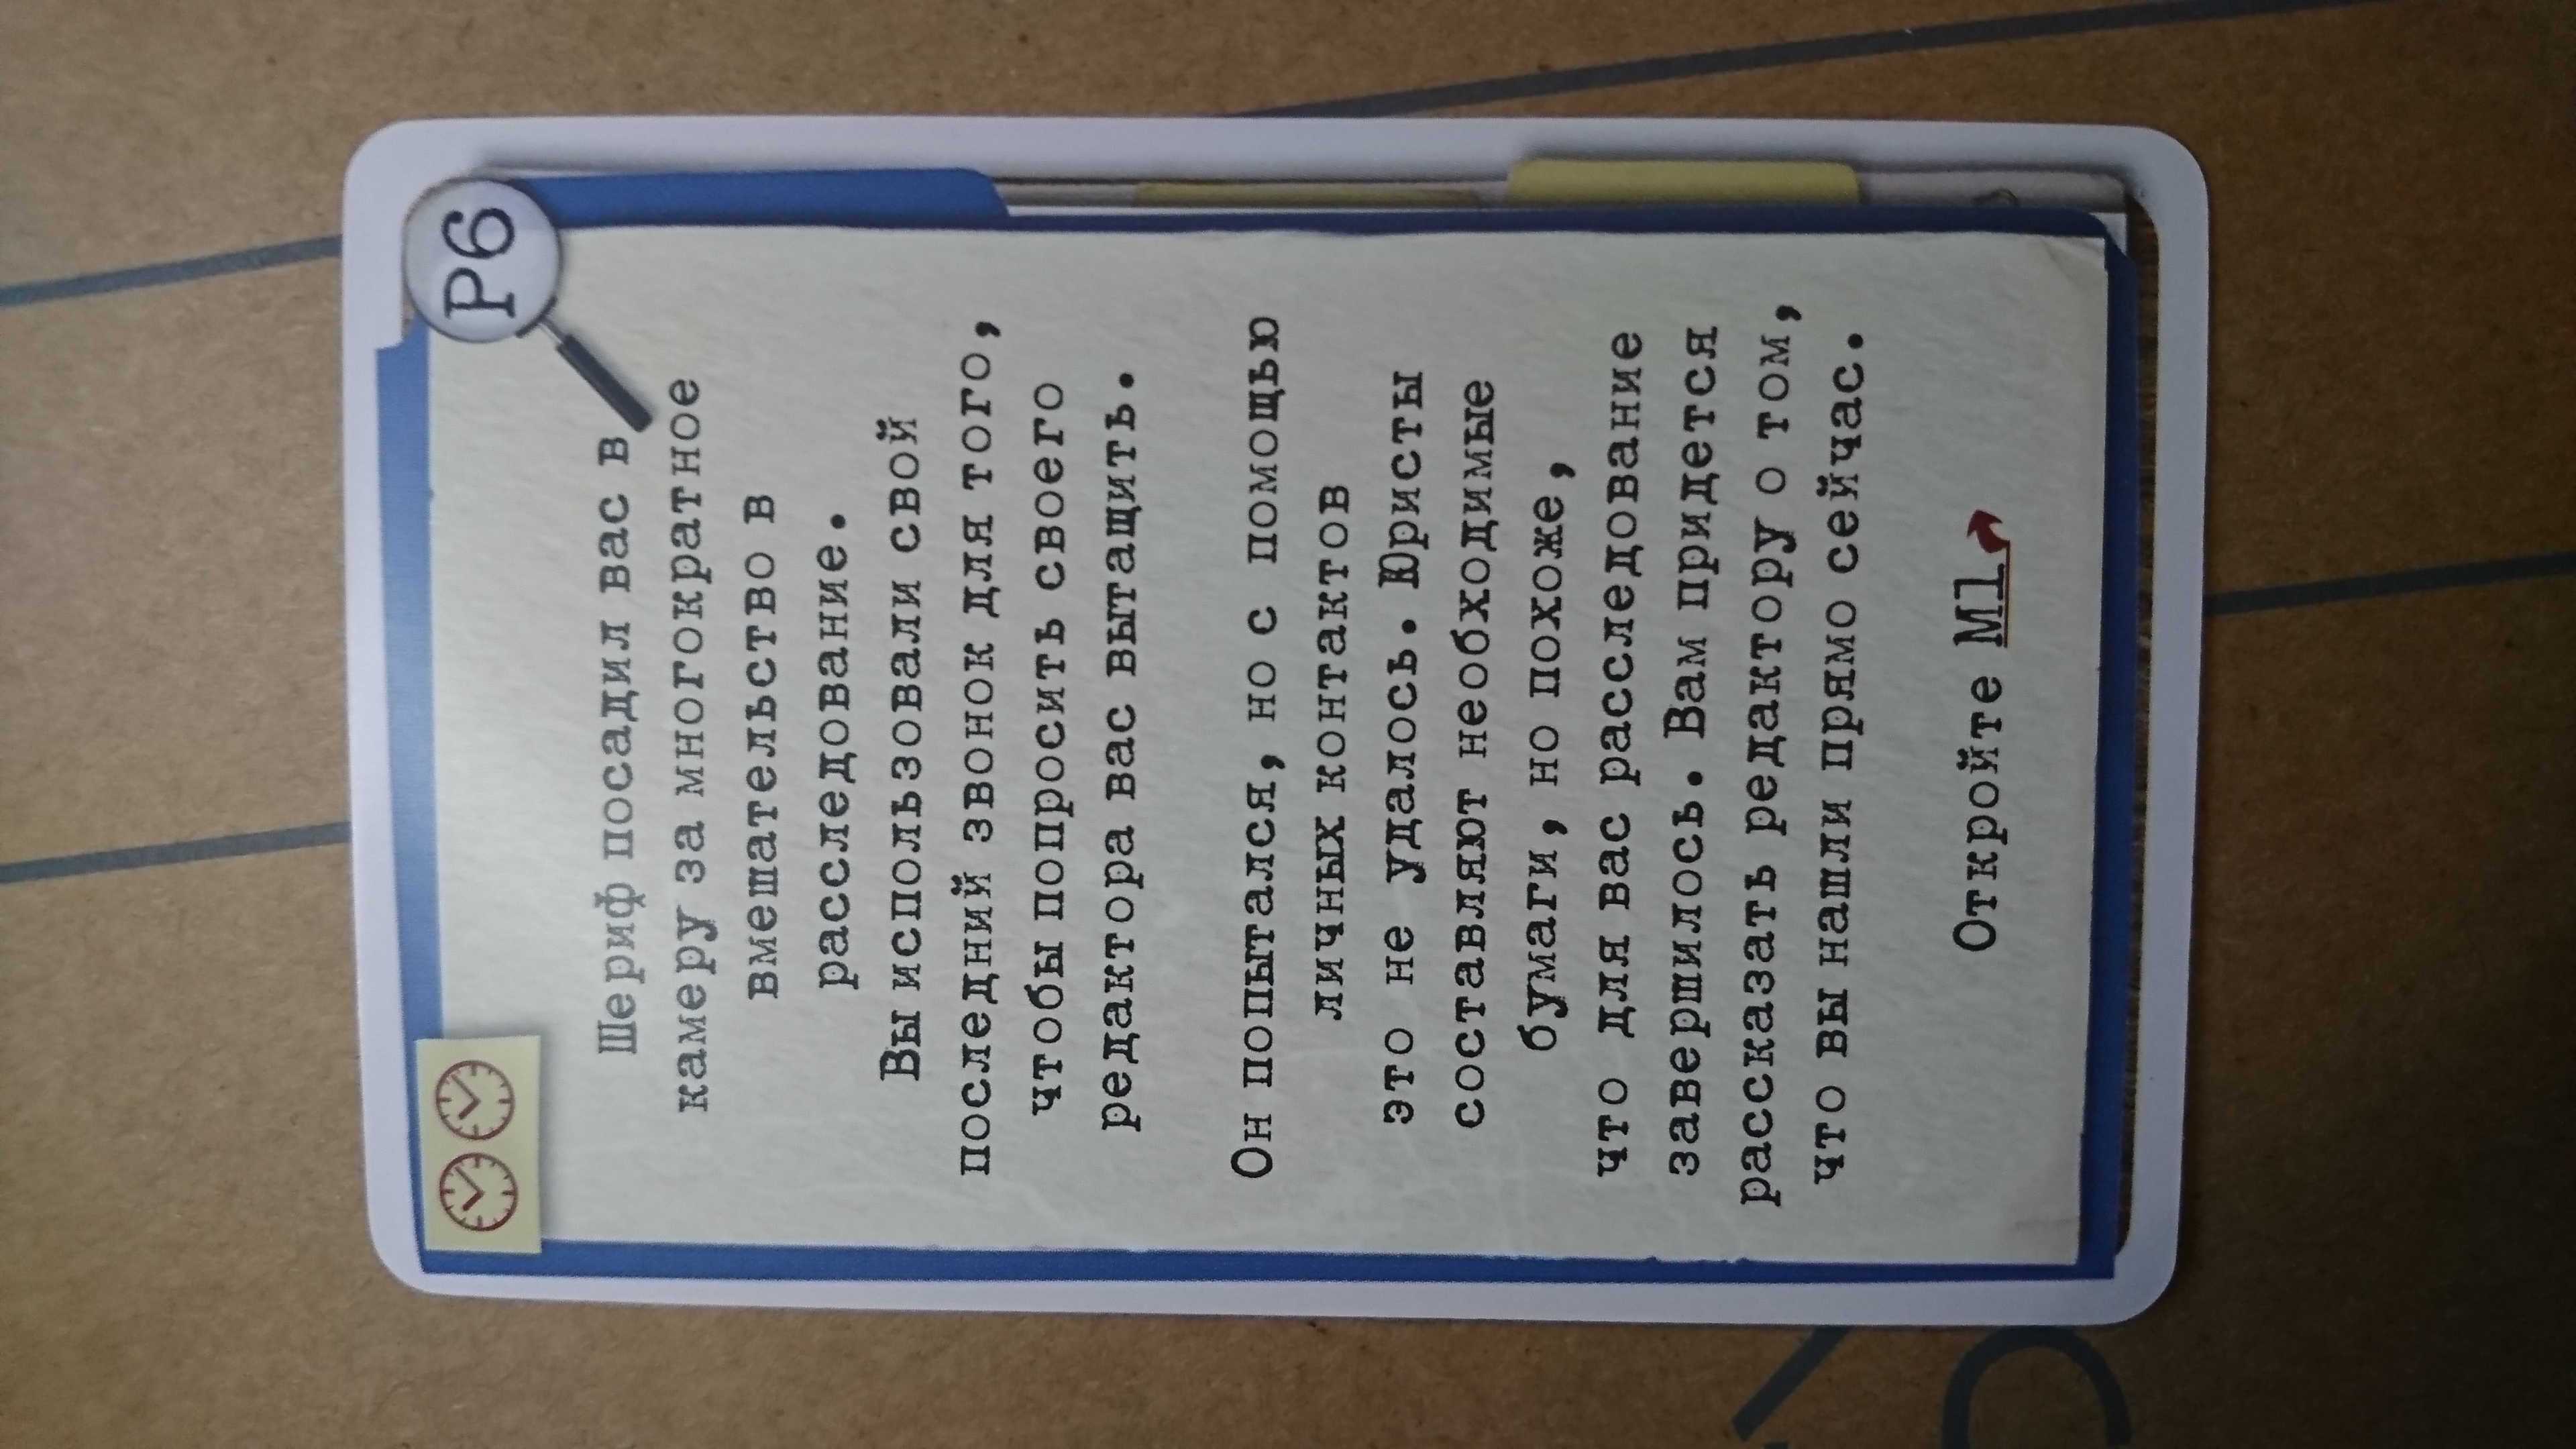 P6
Шериф посадил вас в
камеру за многократное
вмешательство в
расследование.
Вы использовали свой
последний звонок для того,
чтобы попросить своего
редактора вас вытащить.
Он попытался, но с помощью
личных контактов
это не удалось. Юристы
составляют необходимые
бумаги, но похоже,
что для вас расследование
завершилось. Вам придется
рассказать редактору о том,
что вы нашли прямо сейчас.
Откройте М1